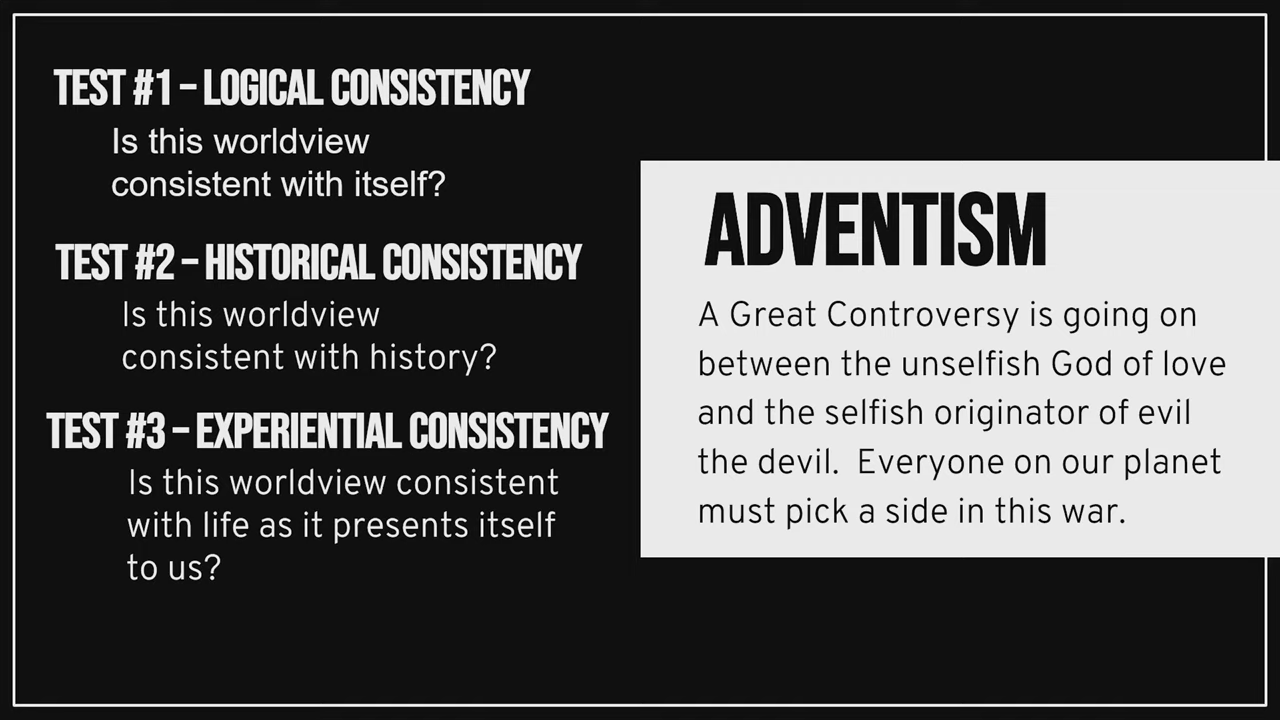 TEST #1 – LOGICAL CONSISTENCY
Is this worldview
consistent with itself?
TEST #2 – HISTORICAL CONSISTENCY
Is this worldview
consistent with history?
TEST #3 – EXPERIENTIAL CONSISTENCY
Is this worldview consistent
with life as it presents itself
to us?
ADVENTISM
A Great Controversy is going on
between the unselfish God of love
and the selfish originator of evil
the devil.  Everyone on our planet
must pick a side in this war.